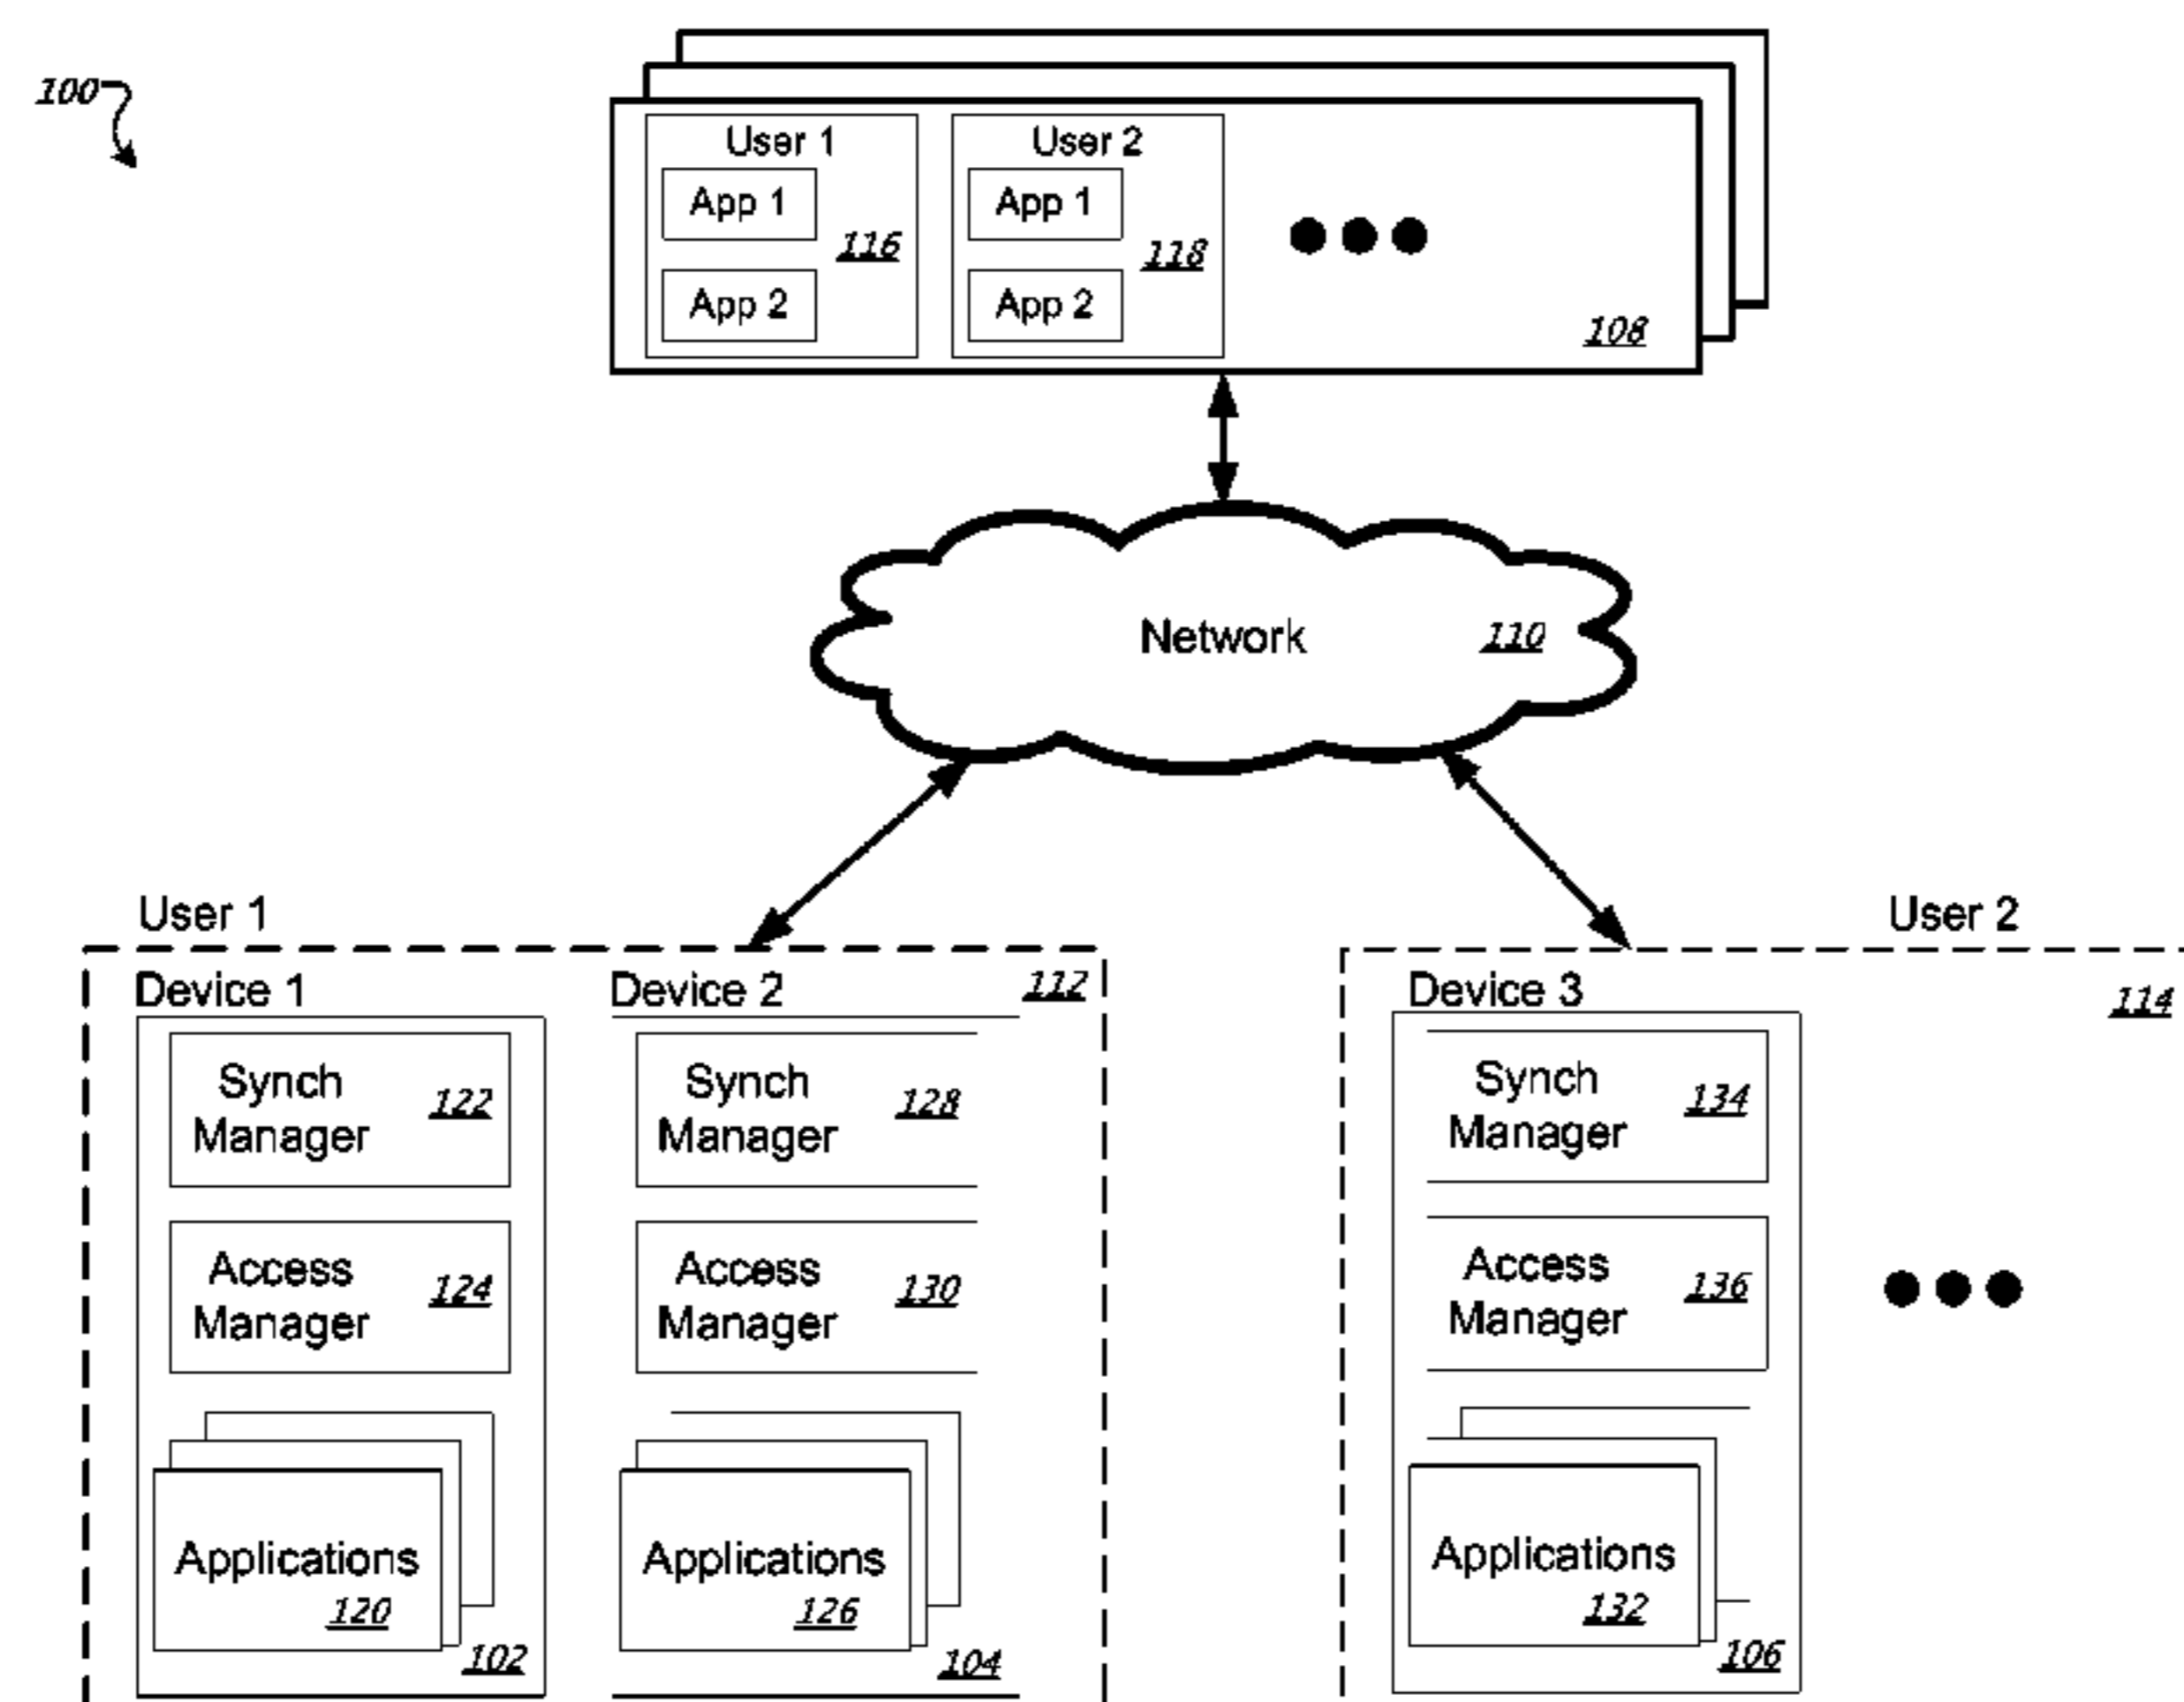 100
User 1
App 1
116
App 2
User 2
App 1
118
App 2
108
Network 110
User 1
Device 1
Synch
Manager
122
Access
Manager
124
Applications
120
102
Device 2
112
Synch
Manager
128
Access
Manager
130
Applications
126
104
User 2
Device 3
114
Synch
Manager
134
Access
Manager
136
Applications
132
106